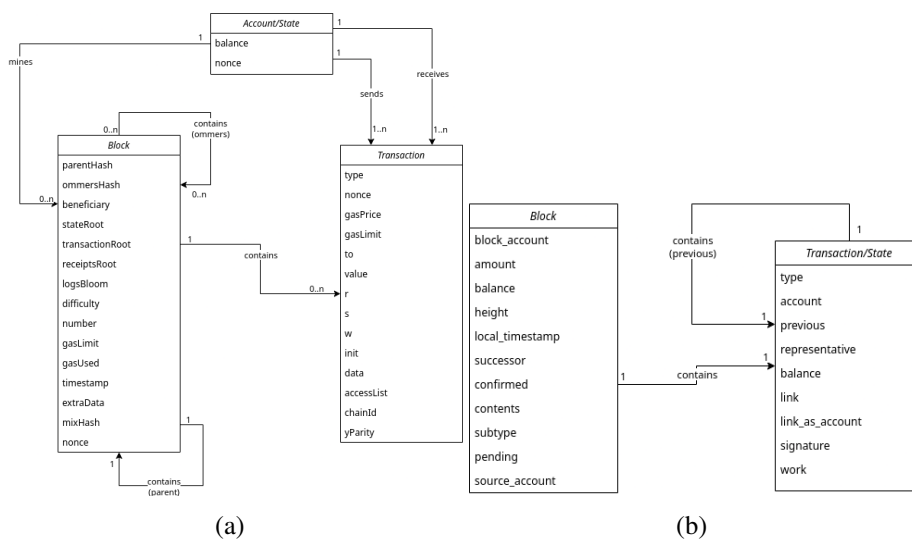 Account/State
balance
nonce
1
1
1
mines
sends
receives
1..n
1..n
0..n
contains
(ommers)
0..n
0..n
Block
parentHash
ommersHash
beneficiary
stateRoot
transactionRoot
receiptsRoot
logsBloom
difficulty
number
gasLimit
gasUsed
timestamp
extraData
mixHash
nonce
1
contains
0..n
1
1
contains
(parent)
Transaction
type
nonce
gasPrice
gasLimit
to
value
r
s
w
init
data
accessList
chainId
yParity
(a)
Block
block_account
amount
balance
height
local_timestamp
successor
confirmed
contents
subtype
pending
source_account
1
contains
1
1
contains
(previous)
1
Transaction/State
type
account
previous
representative
balance
link
link_as_account
signature
work
(b)